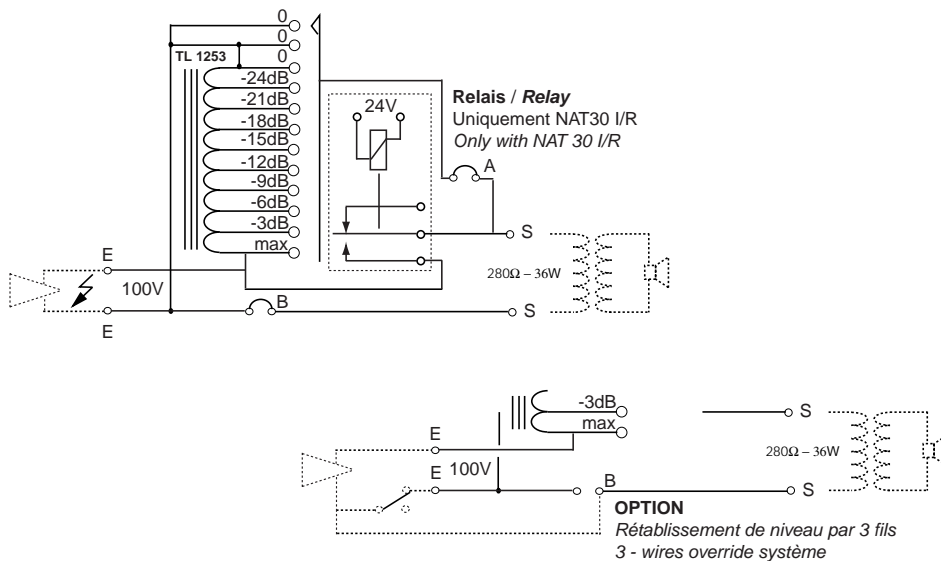 0
0
TL 1253
0
-24dB
-21dB
-18dB
-15dB
-12dB
-9dB
-6dB
-3dB
max
24V
Relais / Relay
Uniquement NAT30 I/R
Only with NAT 30 I/R
A
S
E
100V
B
E
S
280Ω – 36W
-3dB
max
S
E
E
100V
280Ω – 36W
B
S
OPTION
Rétablissement de niveau par 3 fils
3 - wires override système